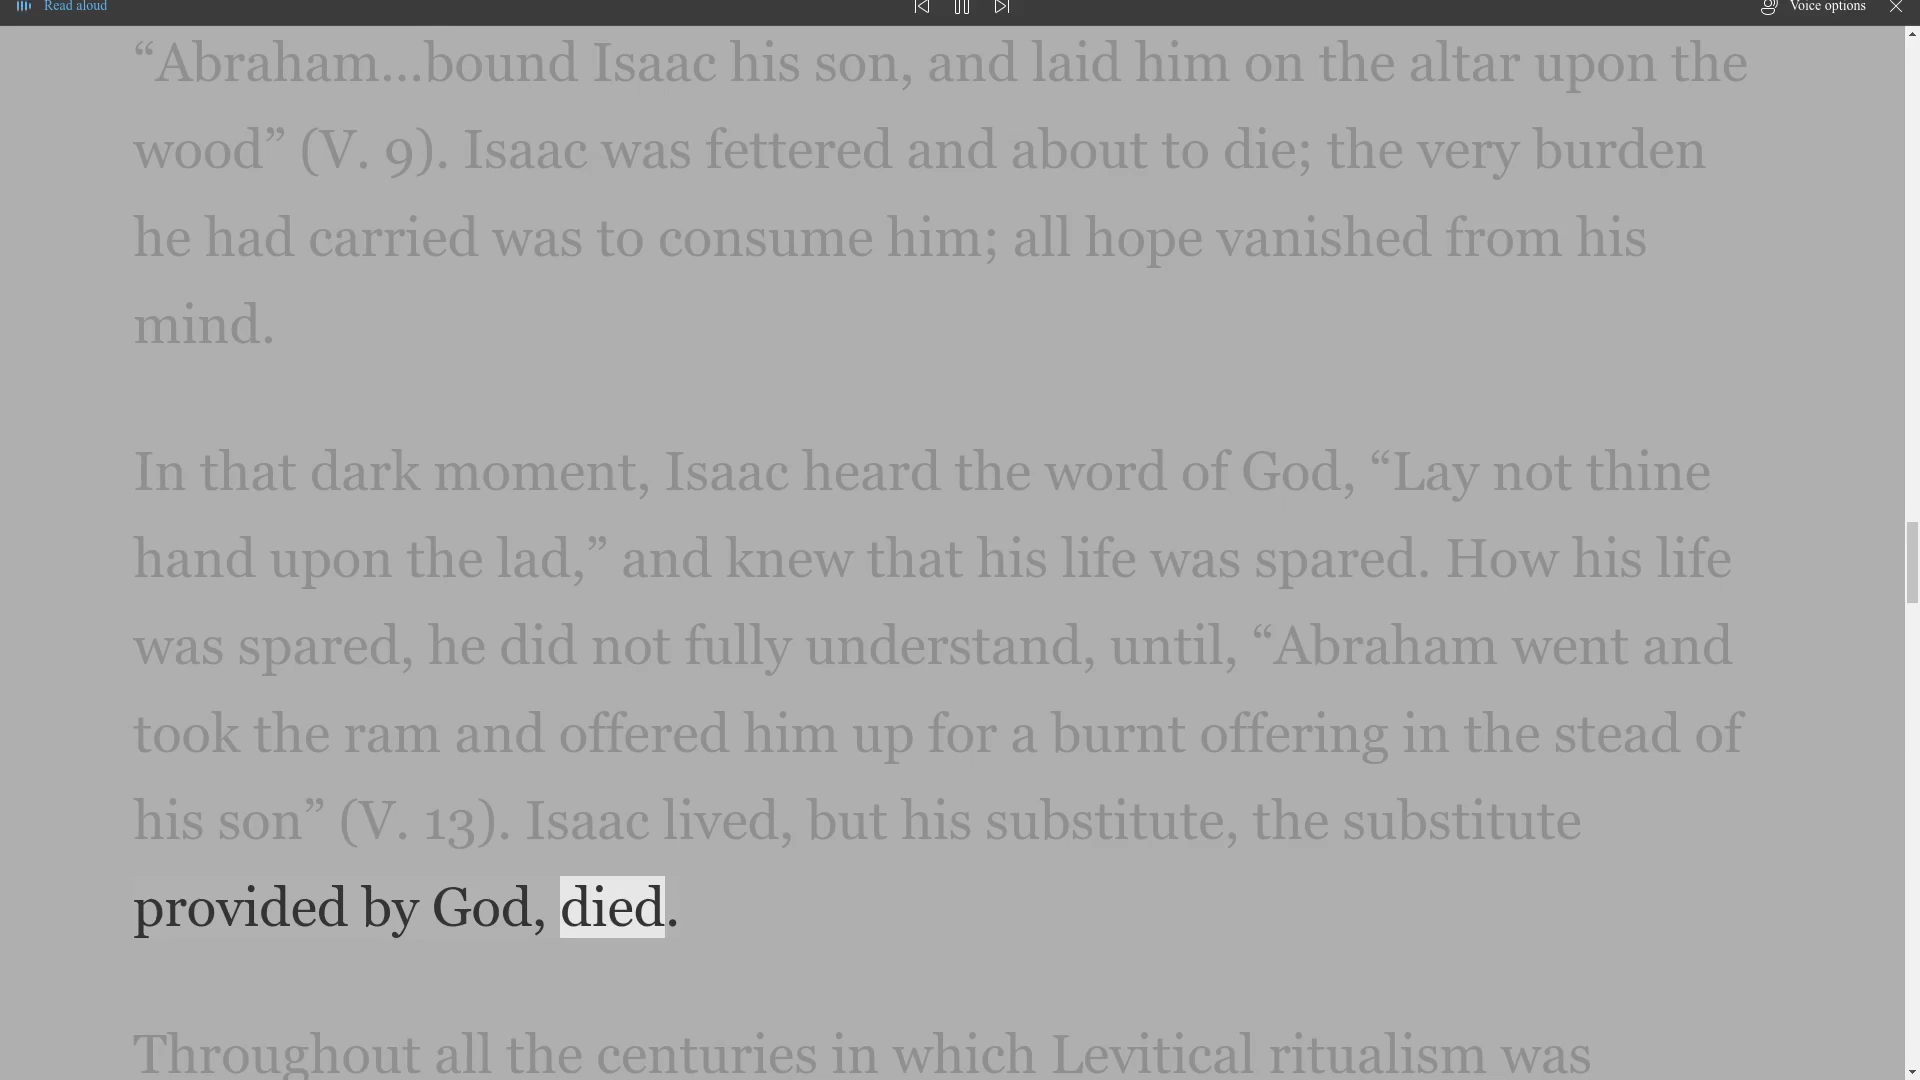 Read aloud
Voice options
“Abraham...bound Isaac his son, and laid him on the altar upon the
wood” (V. 9). Isaac was fettered and about to die; the very burden
he had carried was to consume him; all hope vanished from his
mind.
In that dark moment, Isaac heard the word of God, “Lay not thine
hand upon the lad,” and knew that his life was spared. How his life
was spared, he did not fully understand, until, “Abraham went and
took the ram and offered him up for a burnt offering in the stead of
his son” (V. 13). Isaac lived, but his substitute, the substitute
provided by God, died.
Throughout all the centuries in which Levitical ritualism was